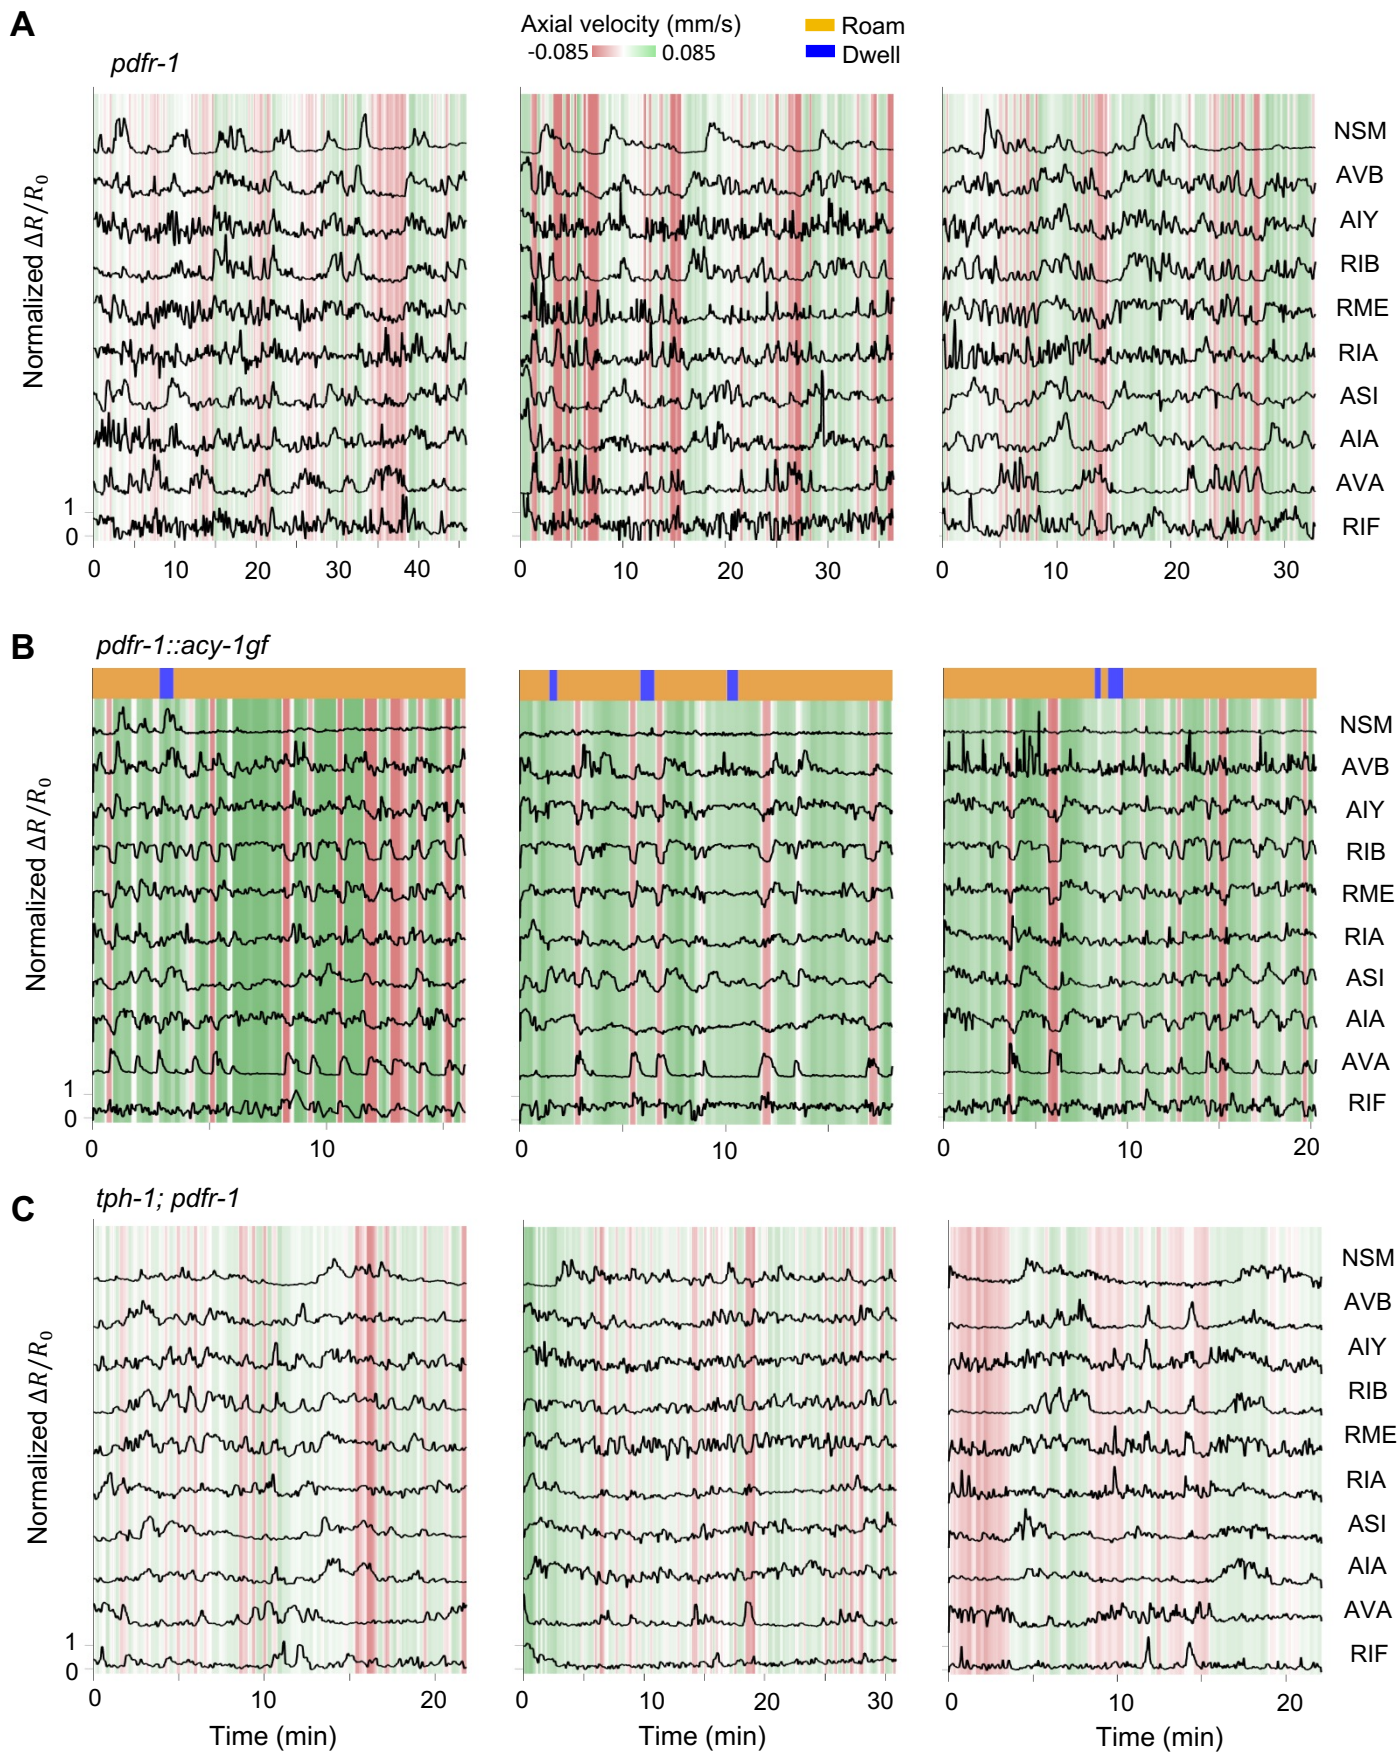 A
Axial velocity (mm/s)
-0.085 0.085
Roam
Dwell
pdfr-1
Normalized ΔR/R0
NSM
AVB
AIY
RIB
RME
RIA
ASI
AIA
AVA
RIF
1
0
0 10 20 30 40
0 10 20 30
0 10 20 30
B
pdfr-1::acy-1gf
Normalized ΔR/R0
NSM
AVB
AIY
RIB
RME
RIA
ASI
AIA
AVA
RIF
1
0
0 10
0 10
0 10 20
C
tph-1; pdfr-1
Normalized ΔR/R0
NSM
AVB
AIY
RIB
RME
RIA
ASI
AIA
AVA
RIF
1
0
0 10 20
0 10 20 30
0 10 20
Time (min)
Time (min)
Time (min)